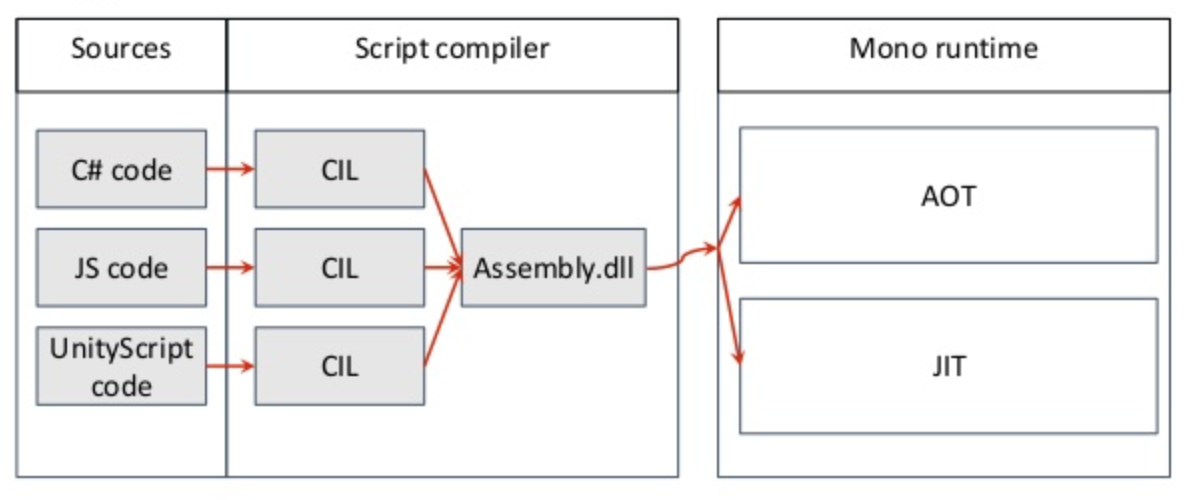 Sources
Script compiler
Mono runtime
C# code
CIL
AOT
JS code
CIL
Assembly.dll
UnityScript
code
CIL
JIT